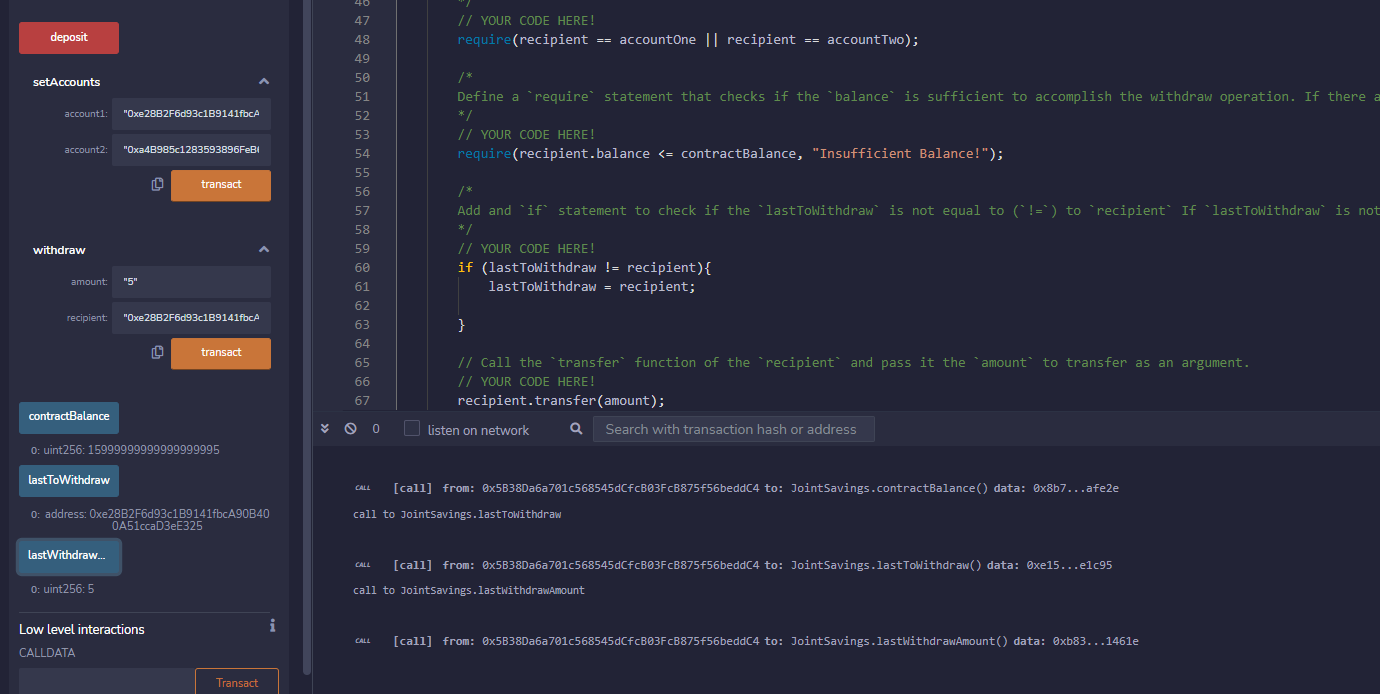 deposit
setAccounts
account1: "0xe28B2F6d93c1B9141fbcA
account2: "0xa4B985c1283593896FeB6
transact
withdraw
amount: "5"
recipient: "0xe28B2F6d93c1B9141fbcA
transact
contractBalance
0: uint256: 15999999999999999995
lastToWithdraw
0: address: 0xe28B2F6d93c1B9141fbcA90B40
0A51ccaD3eE325
lastWithdraw...
0: uint256: 5
Low level interactions
i
CALLDATA
Transact
46 */
47 // YOUR CODE HERE!
48 require(recipient == accountOne || recipient == accountTwo);
49
50 /*
51 Define a `require` statement that checks if the `balance` is sufficient to accomplish the withdraw operation. If there a
52 */
53 // YOUR CODE HERE!
54 require(recipient.balance <= contractBalance, "Insufficient Balance!");
55
56 /*
57 Add and `if` statement to check if the `lastToWithdraw` is not equal to (`!=`) to `recipient` If `lastToWithdraw` is not
58 */
59 // YOUR CODE HERE!
60 if (lastToWithdraw != recipient){
61 lastToWithdraw = recipient;
62
63 }
64
65 // Call the `transfer` function of the `recipient` and pass it the `amount` to transfer as an argument.
66 // YOUR CODE HERE!
67 recipient.transfer(amount);
0 listen on network Search with transaction hash or address
CALL [call] from: 0x5B38Da6a701c568545dCfcB03FcB875f56beddC4 to: JointSavings.contractBalance() data: 0x8b7...afe2e
call to JointSavings.lastToWithdraw
CALL [call] from: 0x5B38Da6a701c568545dCfcB03FcB875f56beddC4 to: JointSavings.lastToWithdraw() data: 0xe15...e1c95
call to JointSavings.lastWithdrawAmount
CALL [call] from: 0x5B38Da6a701c568545dCfcB03FcB875f56beddC4 to: JointSavings.lastWithdrawAmount() data: 0xb83...1461e